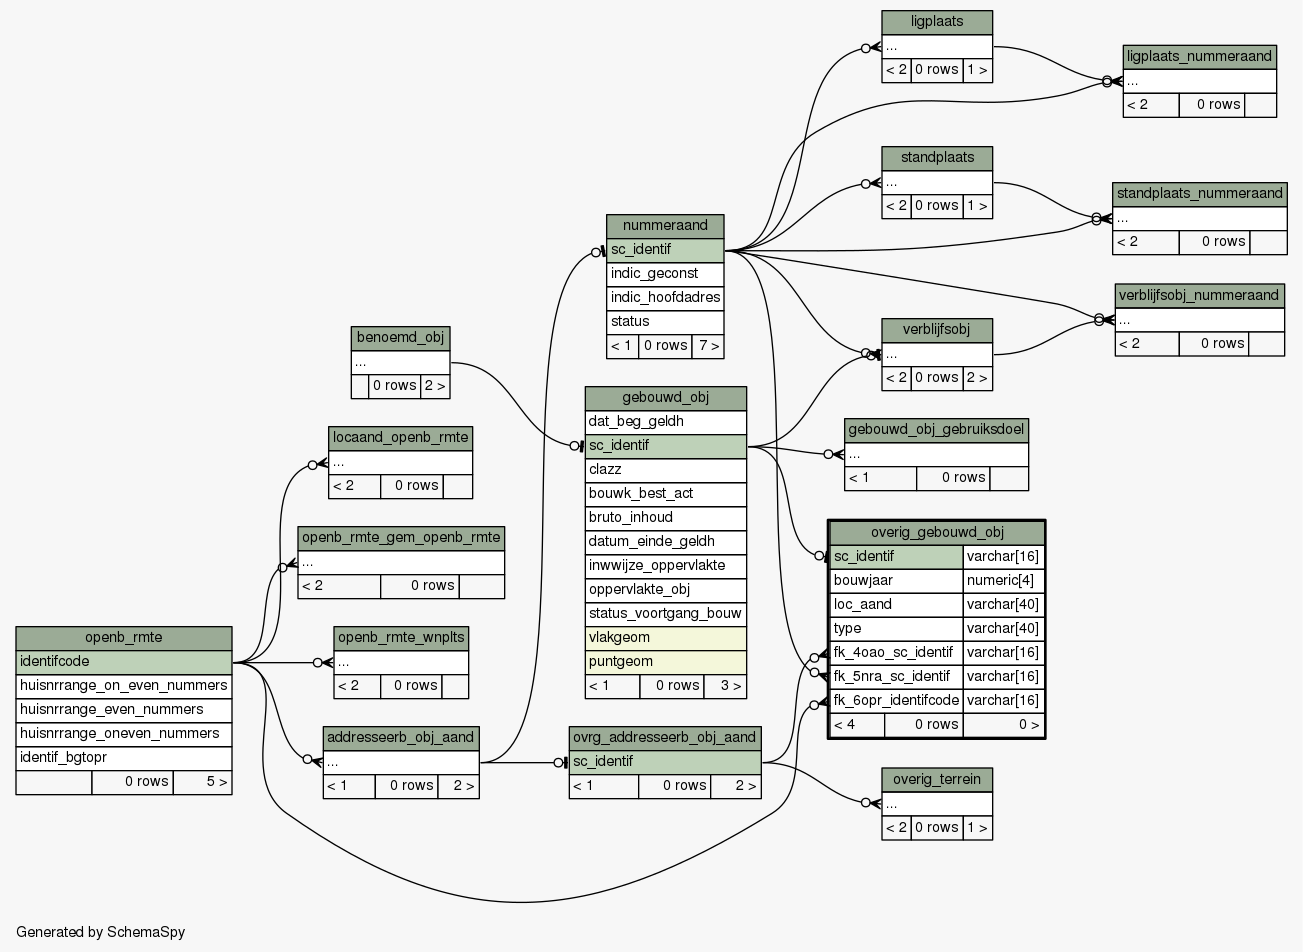 ligplaats
...
< 2 0 rows 1 >
ligplaats_nummeraand
...
< 2 0 rows
standplaats
...
< 2 0 rows 1 >
standplaats_nummeraand
...
< 2 0 rows
nummeraand
sc_identif
indic_geconst
indic_hoofdadres
status
< 1 0 rows 7 >
verblijfsobj_nummeraand
...
< 2 0 rows
verblijfsobj
...
< 2 0 rows 2 >
benoemd_obj
...
0 rows 2 >
gebouwd_obj
dat_beg_geldh
sc_identif
clazz
bouwk_best_act
bruto_inhoud
datum_einde_geldh
inwwijze_oppervlakte
oppervlakte_obj
status_voortgang_bouw
vlakgeom
puntgeom
< 1 0 rows 3 >
gebouwd_obj_gebruiksdoel
...
< 1 0 rows
locaand_openb_rmte
...
< 2 0 rows
overig_gebouwd_obj
sc_identif varchar[16]
bouwjaar numeric[4]
loc_aand varchar[40]
type varchar[40]
fk_4oao_sc_identif varchar[16]
fk_5nra_sc_identif varchar[16]
fk_6opr_identifcode varchar[16]
< 4 0 rows 0 >
openb_rmte_gem_openb_rmte
...
< 2 0 rows
openb_rmte
identifcode
huisnrrange_on_even_nummers
huisnrrange_even_nummers
huisnrrange_oneven_nummers
identif_bgtopr
0 rows 5 >
openb_rmte_wnplts
...
< 2 0 rows
addresseerb_obj_aand
...
< 1 0 rows 2 >
ovrg_addresseerb_obj_aand
sc_identif
< 1 0 rows 2 >
overig_terrein
...
< 2 0 rows 1 >
Generated by SchemaSpy